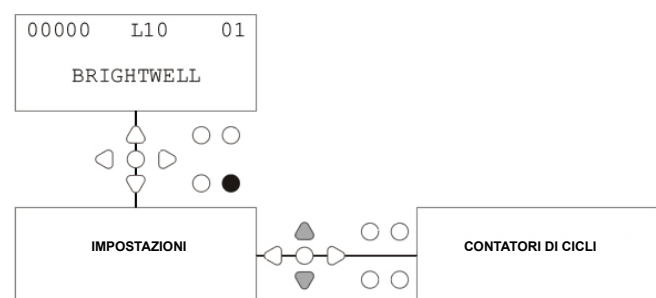 00000 L10 01
BRIGHTWELL
IMPOSTAZIONI
CONTATORI DI CICLI